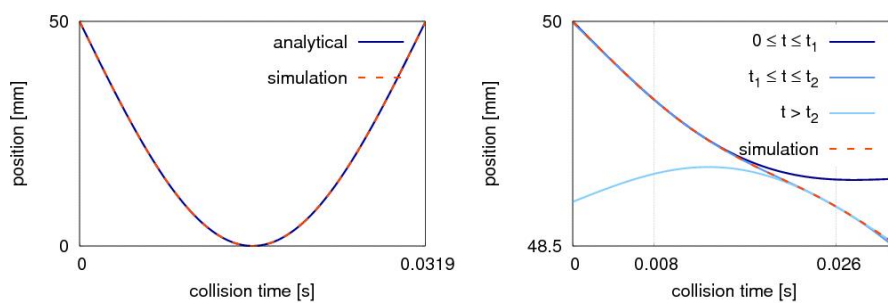 50
analytical
simulation
position [mm]
0
0
0.0319
collision time [s]
50
0 ≤ t ≤ t₁
t₁ ≤ t ≤ t₂
t > t₂
simulation
position [mm]
48.5
0
0.008
0.026
collision time [s]